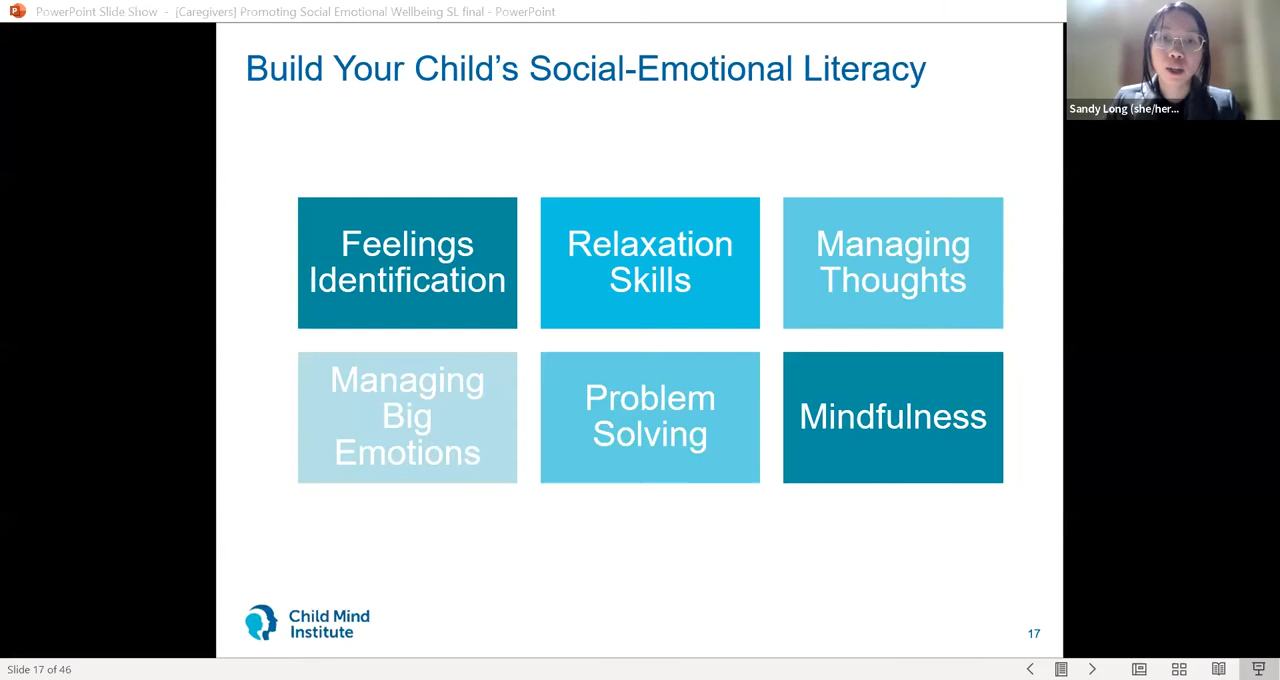 PowerPoint Slide Show - [Caregivers] Promoting Social Emotional Wellbeing SL final - PowerPoint
Sandy Long (she/her...
Build Your Child's Social-Emotional Literacy
Feelings
Identification
Relaxation
Skills
Managing
Thoughts
Managing
Big
Emotions
Problem
Solving
Mindfulness
Child Mind
Institute
17
Slide 17 of 46